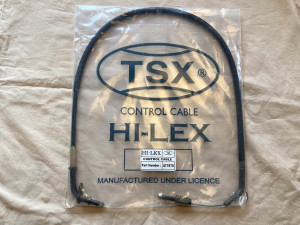 TSX®
CONTROL CABLE
HI-LEX
HI-LEX
CONTROL CABLE
Part Number :
MANUFACTURED UNDER LICENCE